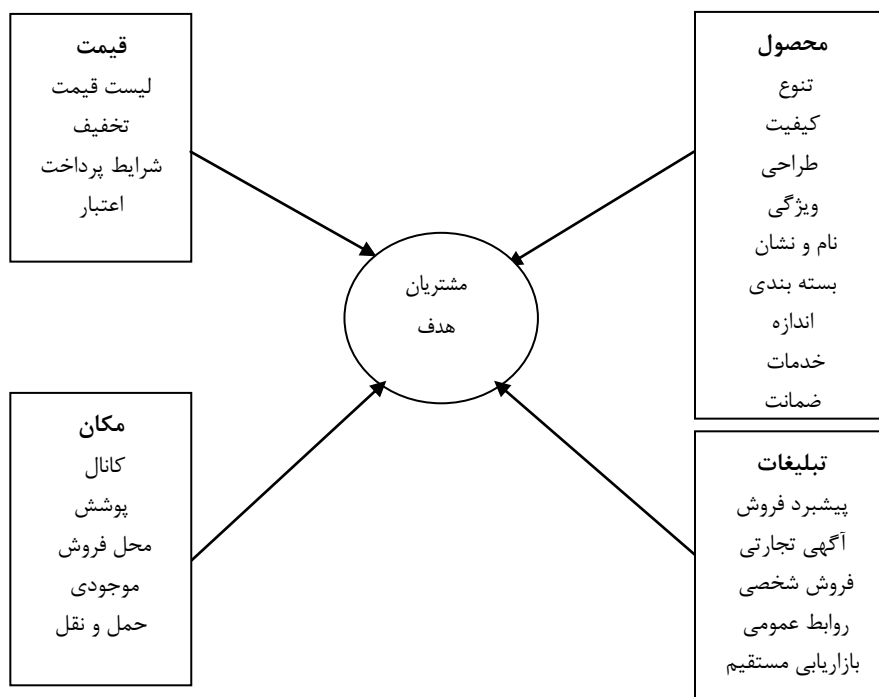 محصول
تنوع
کیفیت
طراحی
ویژگی
نام و نشان
بسته بندی
اندازه
خدمات
ضمانت
قیمت
لیست قیمت
تخفیف
شرایط پرداخت
اعتبار
مشتریان
هدف
تبلیغات
پیشبرد فروش
آگهی تجارتی
فروش شخصی
روابط عمومی
بازاریابی مستقیم
مکان
کانال
پوشش
محل فروش
موجودی
حمل و نقل